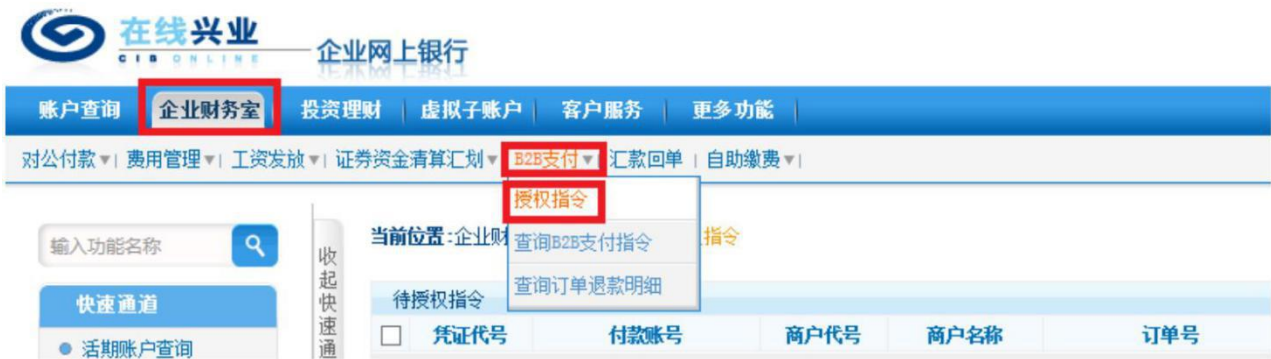 在线兴业
CIB ONLINE
企业网上银行
账户查询 企业财务室 投资理财 虚拟子账户 客户服务 更多功能
对公付款 费用管理 工资发放 证券资金清算汇划 B2B支付 汇款回单 自助缴费
授权指令
查询B2B支付指令
查询订单退款明细
输入功能名称
收起快速通
当前位置:企业财
指令
快速通道
活期账户查询
待授权指令
凭证代号 付款账号 商户代号 商户名称 订单号